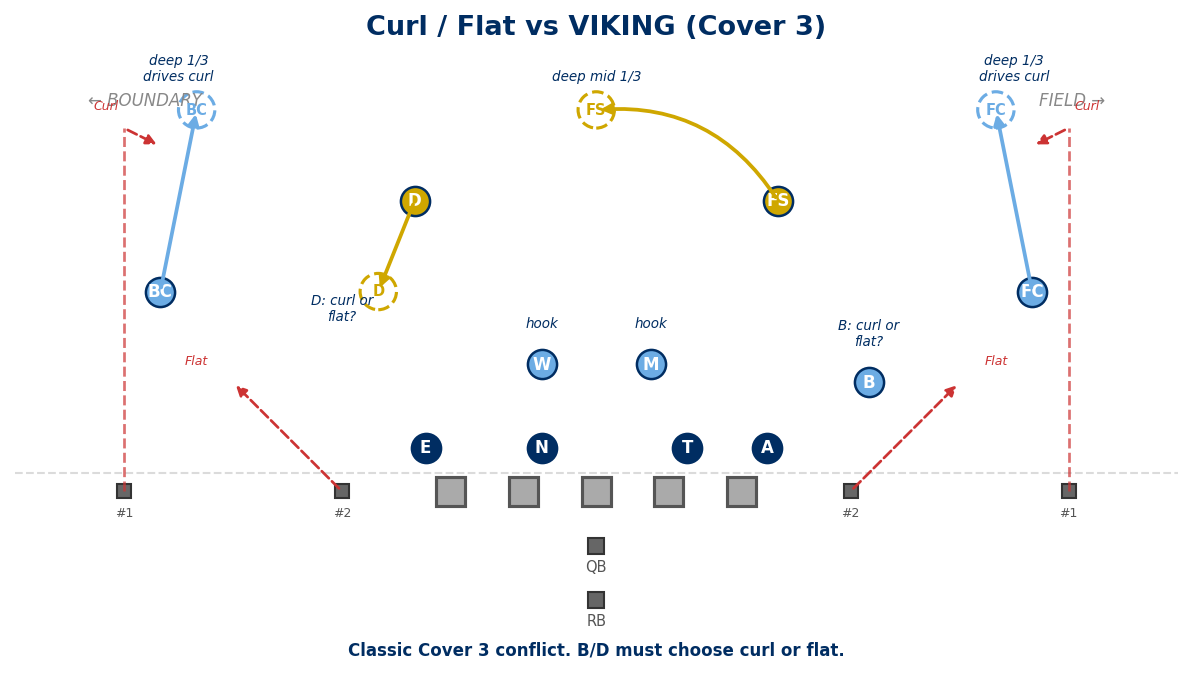 Curl / Flat vs VIKING (Cover 3)
deep 1/3
drives curl
deep mid 1/3
deep 1/3
drives curl
← BOUNDARY
FIELD →
Curl
BC
FS
FC
Curl
D
FS
BC
D
FC
D: curl or
flat?
hook
hook
B: curl or
flat?
Flat
W
M
B
Flat
E
N
T
A
#1
#2
#2
#1
QB
RB
Classic Cover 3 conflict. B/D must choose curl or flat.